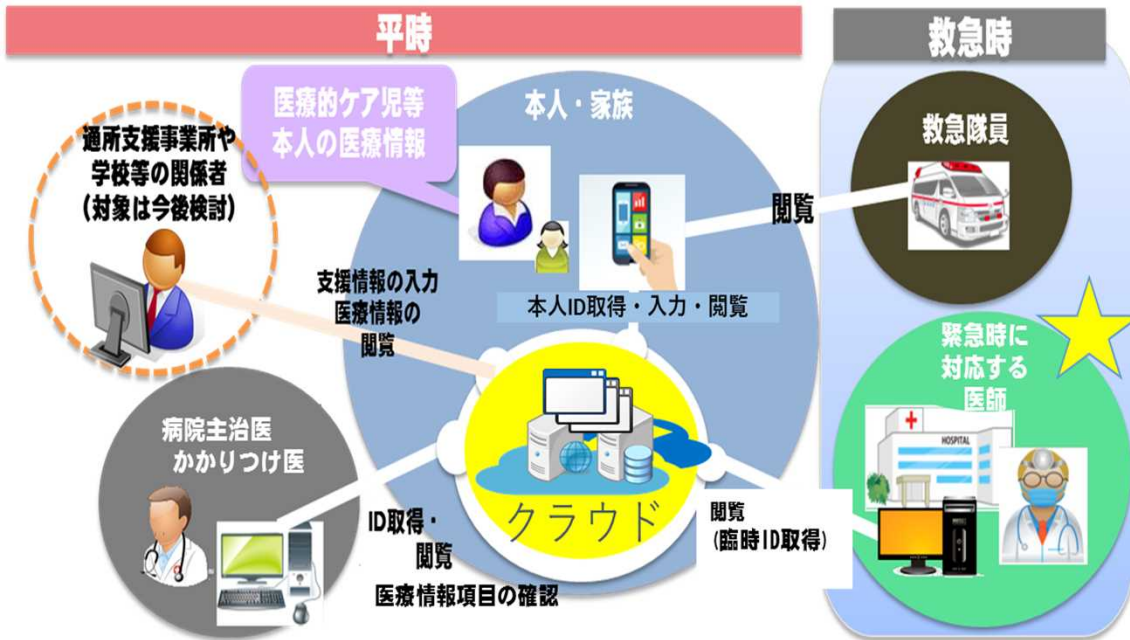 平時
救急時
医療的ケア児等
本人の医療情報
本人・家族
救急隊員
通所支援事業所や
学校等の関係者
(対象は今後検討)
閲覧
支援情報の入力
医療情報の
閲覧
本人ID取得・入力・閲覧
緊急時に
対応する
医師
HOSPITAL
病院主治医
かかりつけ医
クラウド
ID取得・
閲覧
医療情報項目の確認
閲覧
(臨時ID取得)